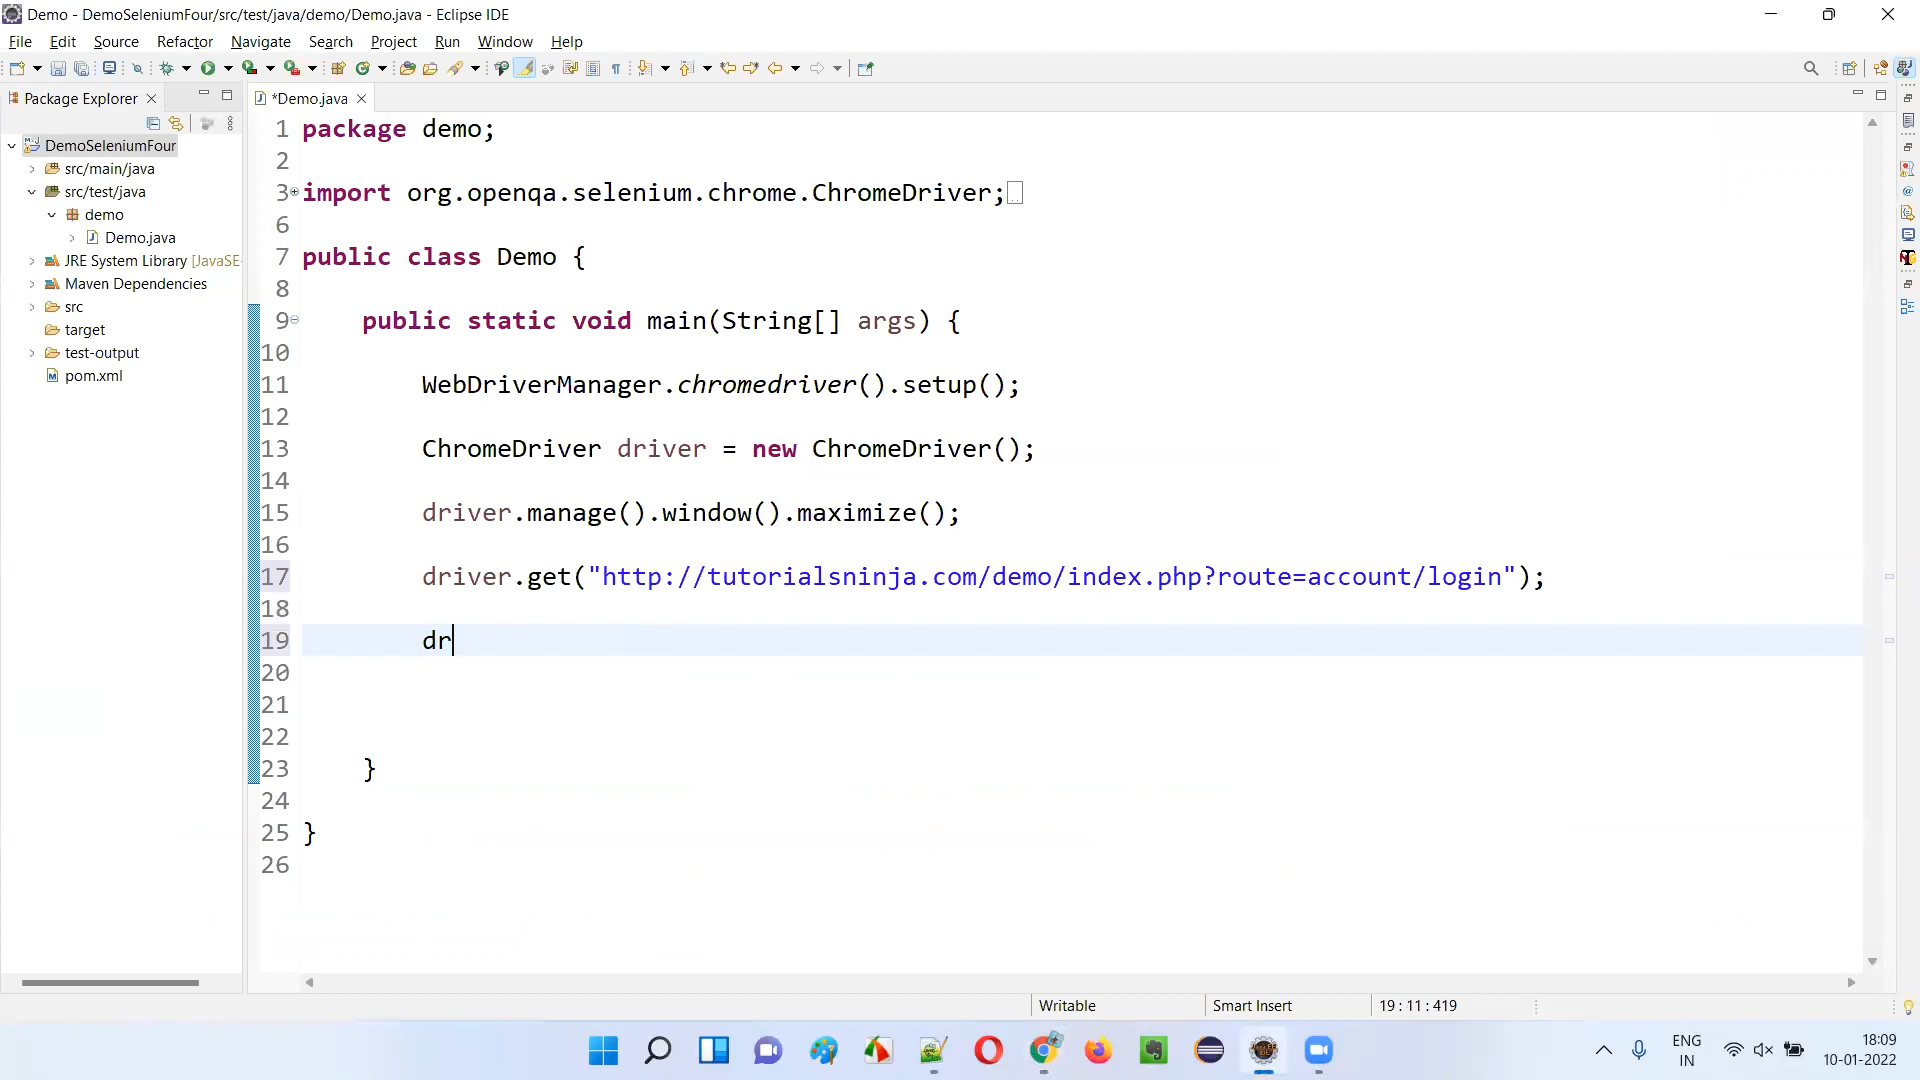 Demo - DemoSeleniumFour/src/test/java/demo/Demo.java - Eclipse IDE
File Edit Source Refactor Navigate Search Project Run Window Help
Package Explorer
*Demo.java
DemoSeleniumFour
src/main/java
src/test/java
demo
Demo.java
JRE System Library [JavaSE-
Maven Dependencies
src
target
test-output
pom.xml
1 package demo;
2
3 import org.openqa.selenium.chrome.ChromeDriver;
6
7 public class Demo {
8
9 public static void main(String[] args) {
10
11 WebDriverManager.chromedriver().setup();
12
13 ChromeDriver driver = new ChromeDriver();
14
15 driver.manage().window().maximize();
16
17 driver.get("http://tutorialsninja.com/demo/index.php?route=account/login");
18
19 dr
20
21
22
23 }
24
25 }
26
Writable Smart Insert 19 : 11 : 419
ENG
IN
18:09
10-01-2022